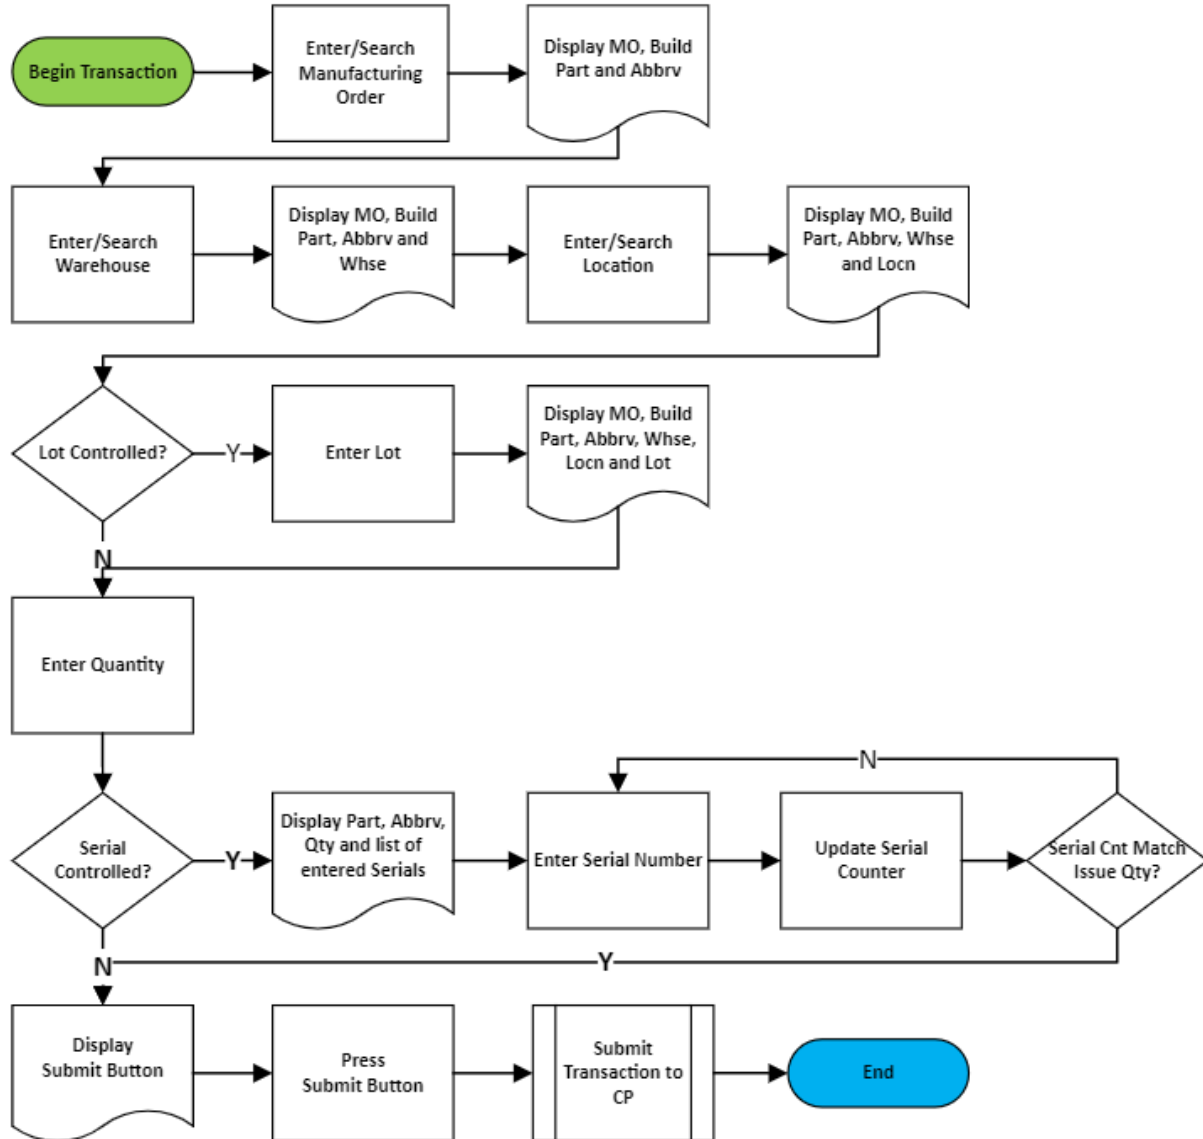 Begin Transaction
Enter/Search
Manufacturing
Order
Display MO, Build
Part and Abbrv
Enter/Search
Warehouse
Display MO, Build
Part, Abbrv and
Whse
Enter/Search
Location
Display MO, Build
Part, Abbrv, Whse
and Locn
Lot Controlled?
Y
Enter Lot
Display MO, Build
Part, Abbrv, Whse,
Locn and Lot
N
Enter Quantity
N
Serial
Controlled?
Y
Display Part, Abbrv,
Qty and list of
entered Serials
Enter Serial Number
Update Serial
Counter
Serial Cnt Match
Issue Qty?
N
Y
Display
Submit Button
Press
Submit Button
Submit
Transaction to
CP
End